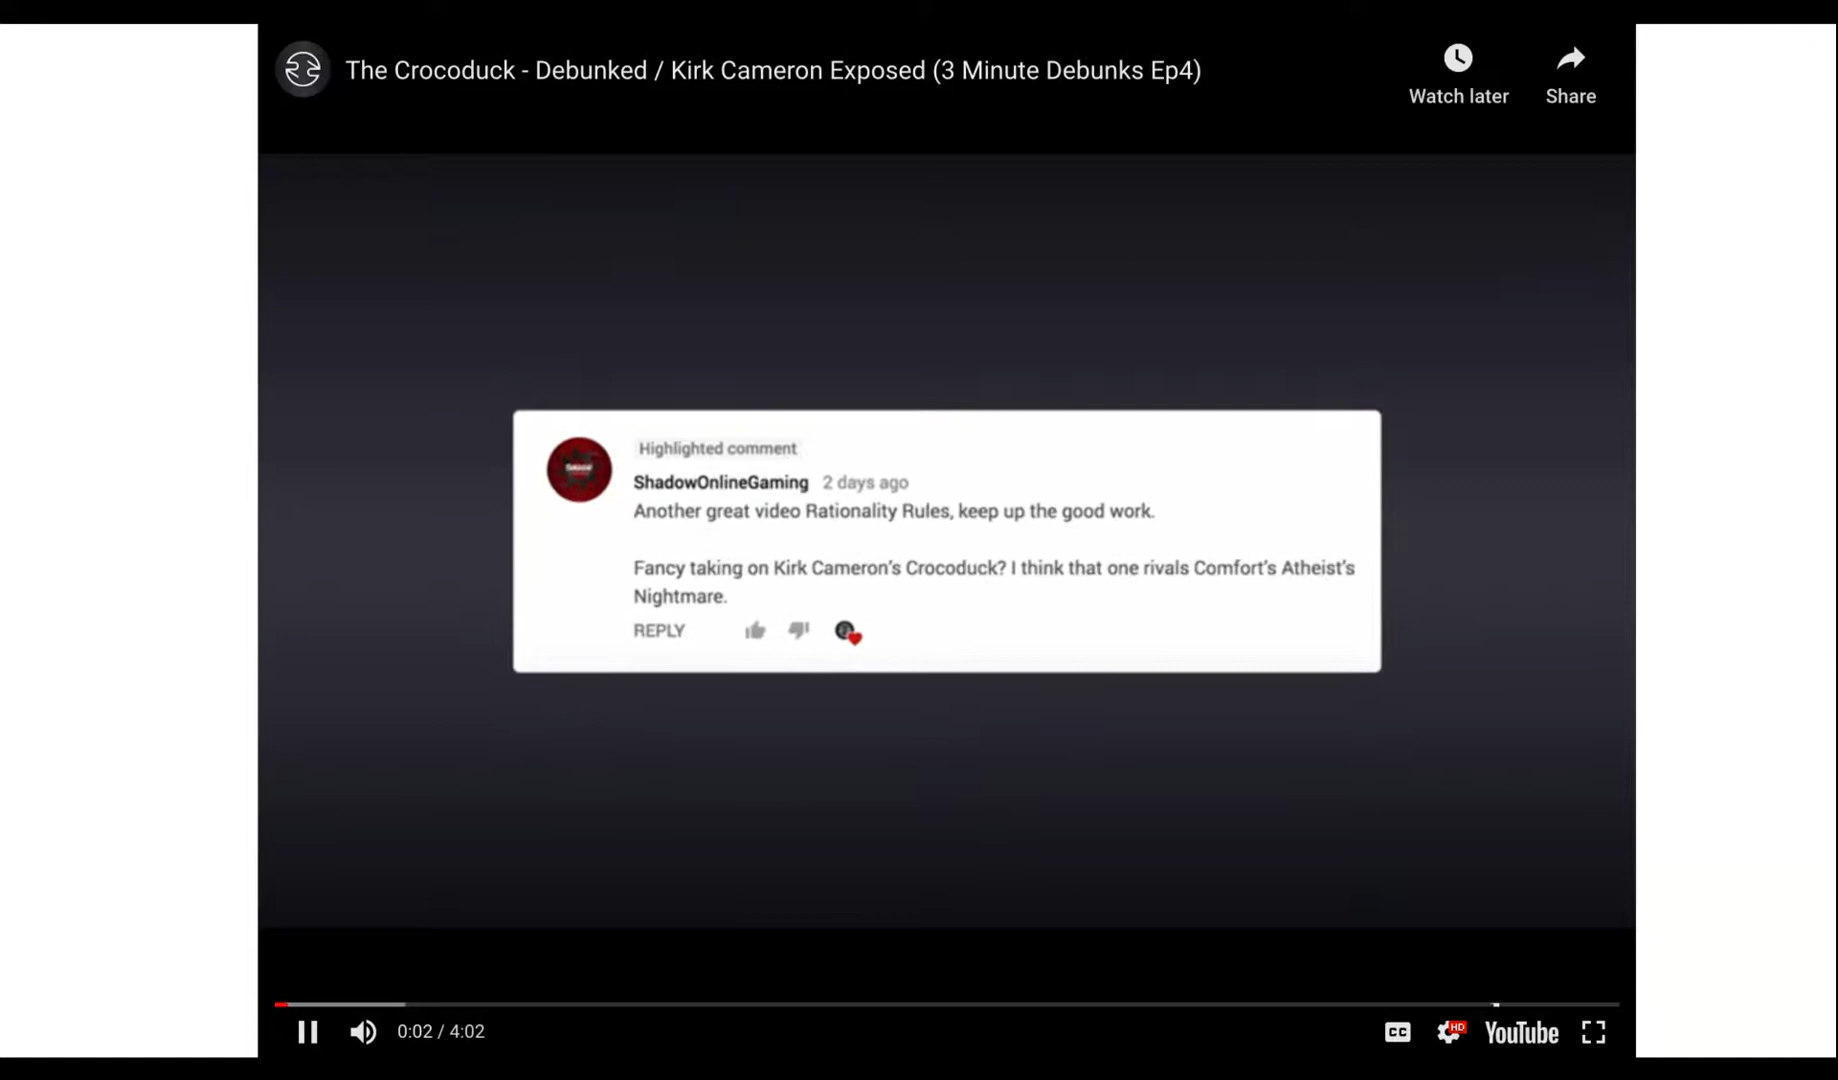 The Crocoduck - Debunked / Kirk Cameron Exposed (3 Minute Debunks Ep4)
Watch later
Share
Highlighted comment
ShadowOnlineGaming 2 days ago
Another great video Rationality Rules, keep up the good work.
Fancy taking on Kirk Cameron’s Crocoduck? I think that one rivals Comfort’s Atheist’s
Nightmare.
REPLY
0:02 / 4:02
CC
HD
YouTube